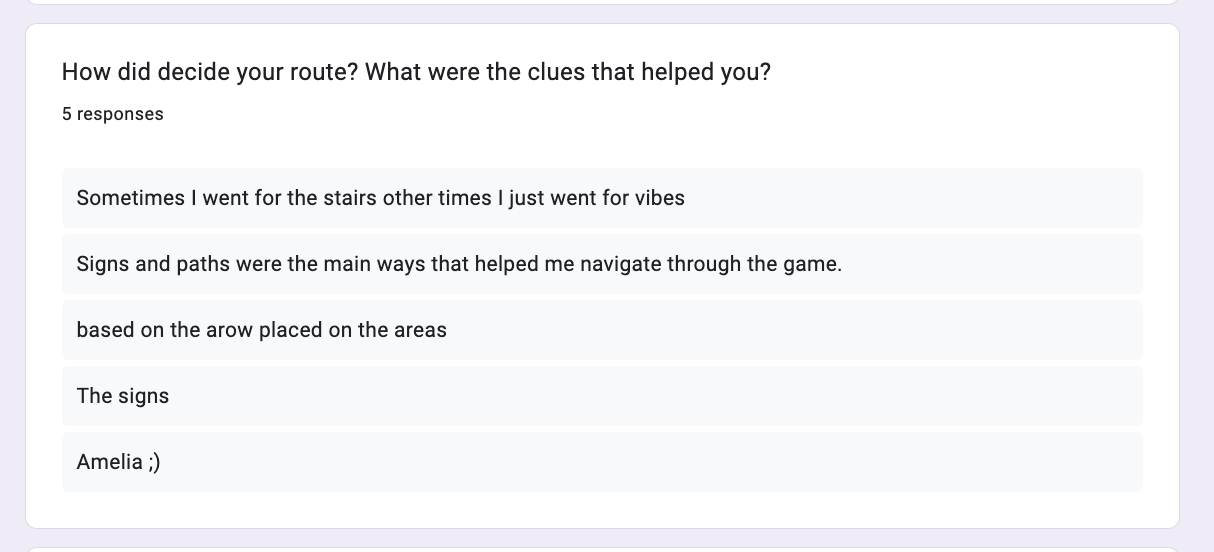 How did decide your route? What were the clues that helped you?
5 responses
Sometimes I went for the stairs other times I just went for vibes
Signs and paths were the main ways that helped me navigate through the game.
based on the arow placed on the areas
The signs
Amelia ;)